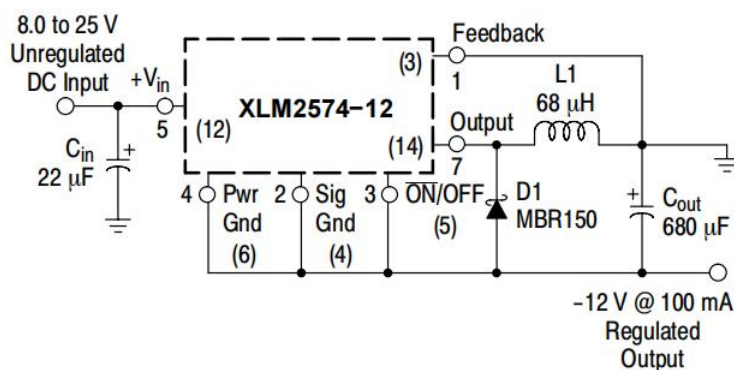 8.0 to 25 V
Unregulated
DC Input
+Vin
5
(12)
Cin
22 µF
+
XLM2574−12
(3)
Feedback
1
(14)
Output
7
L1
68 µH
4
Pwr
Gnd
(6)
2
Sig
Gnd
(4)
3
ON/OFF
(5)
D1
MBR150
+
Cout
680 µF
−12 V @ 100 mA
Regulated
Output